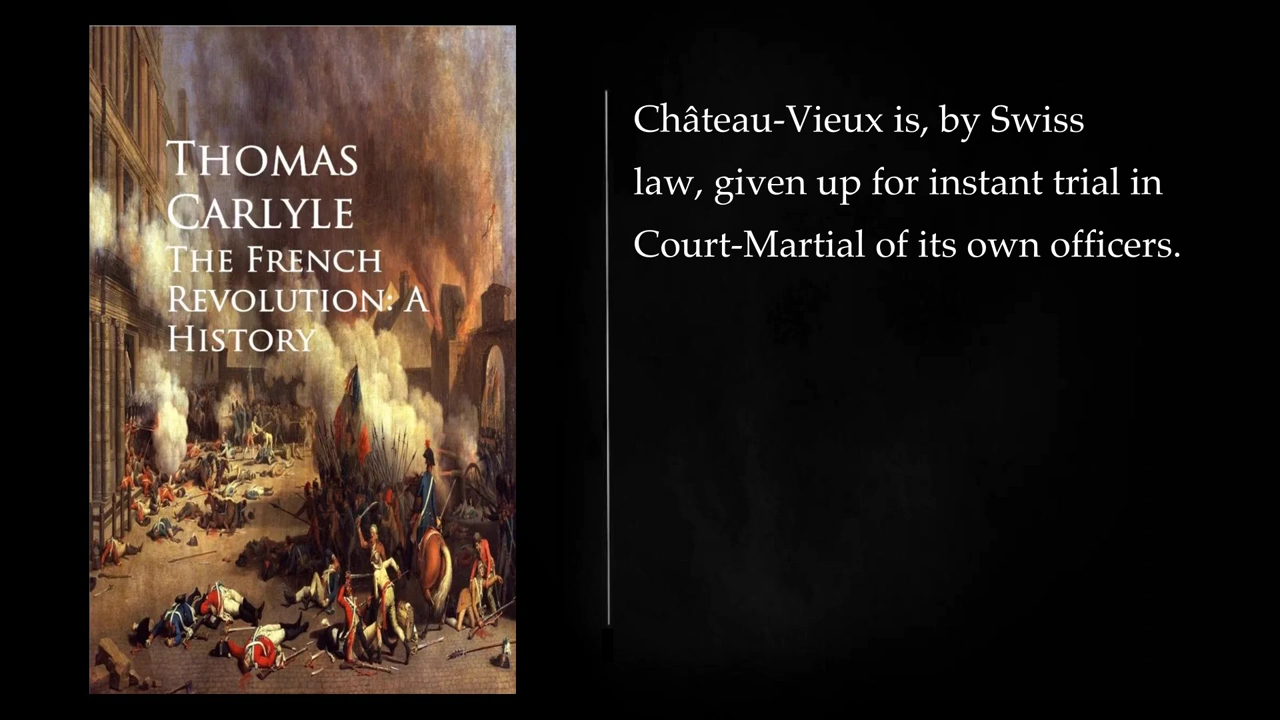 THOMAS
CARLYLE
THE FRENCH
REVOLUTION: A
HISTORY
Château-Vieux is, by Swiss
law, given up for instant trial in
Court-Martial of its own officers.